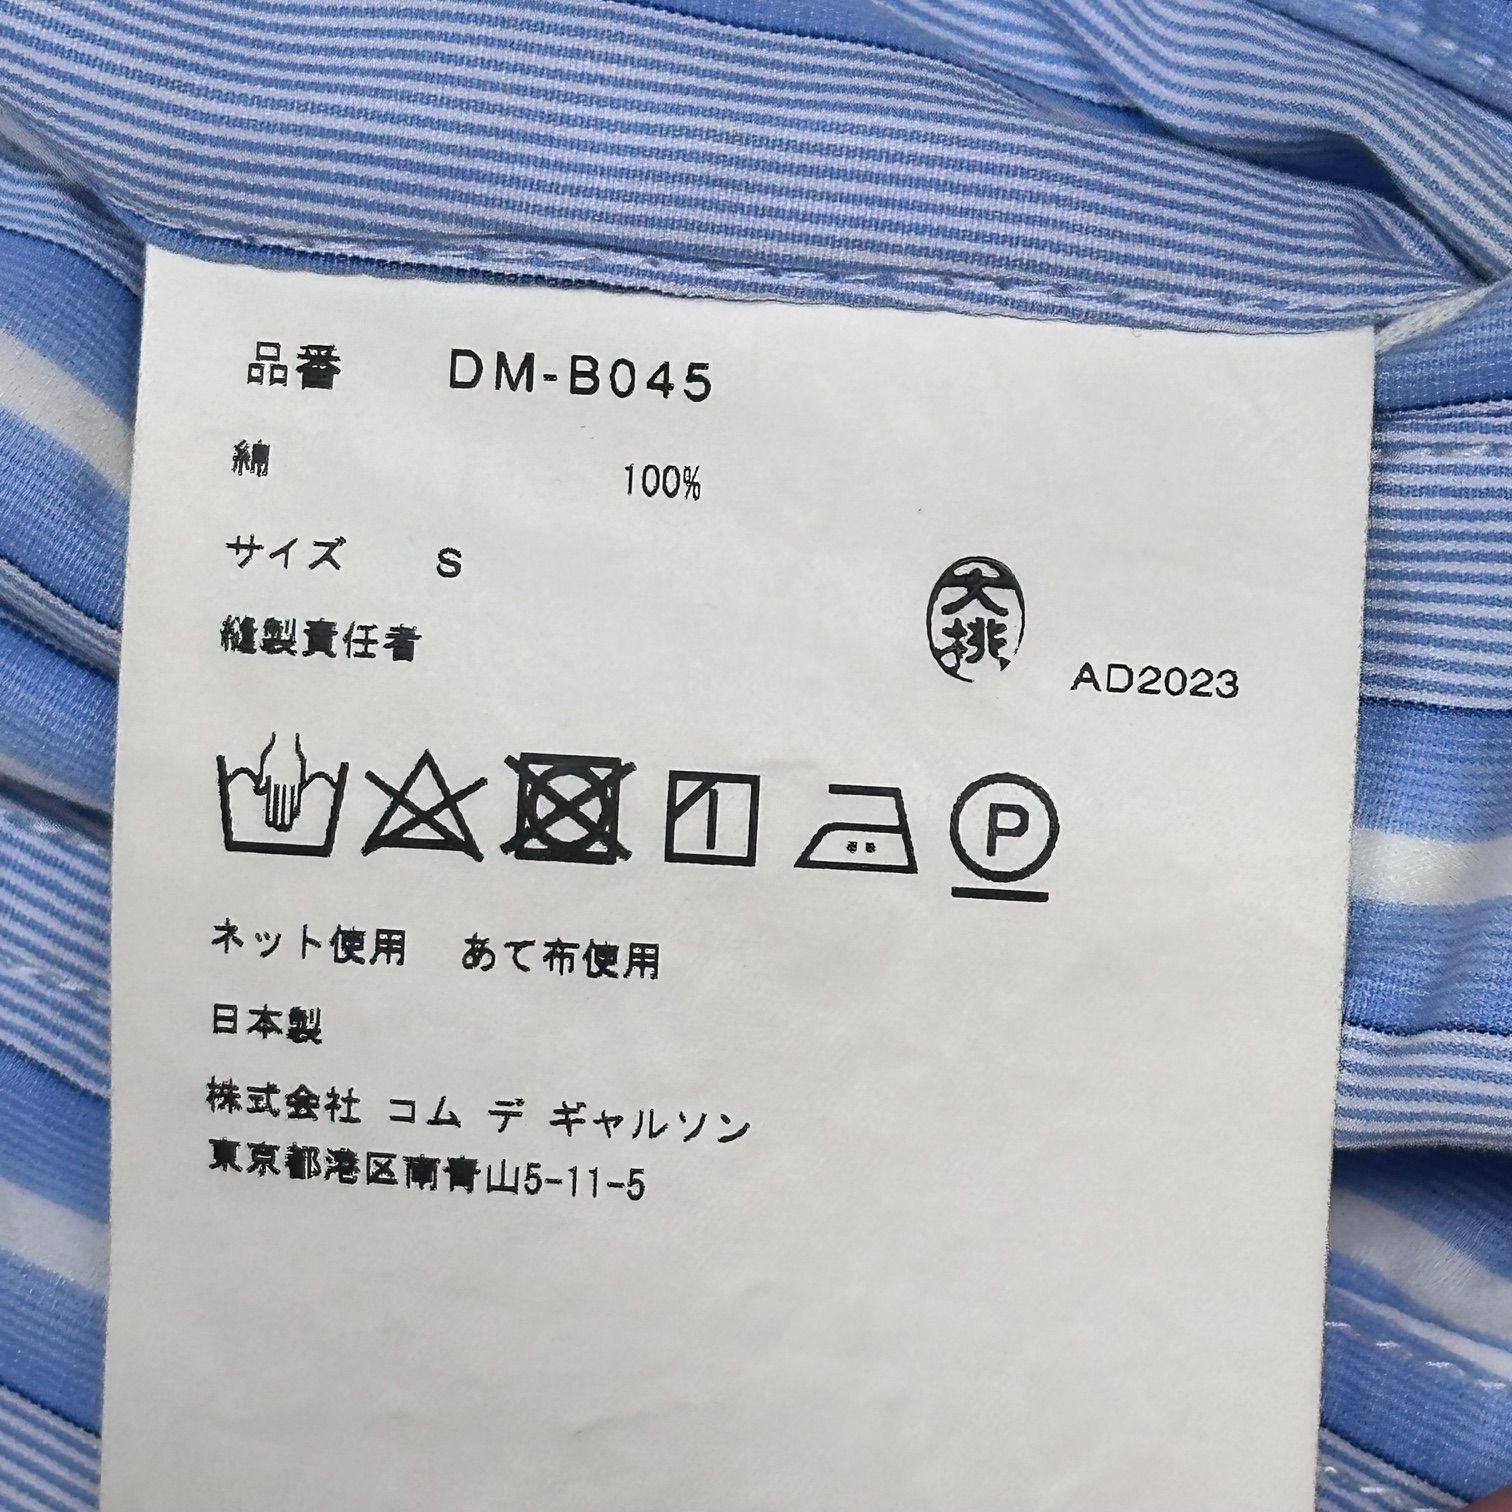 品番 DM-B045
綿 100%
サイズ S
縫製責任者
大
桃
AD2023
P
ネット使用 あて布使用
日本製
株式会社 コム デ ギャルソン
東京都港区南青山5-11-5